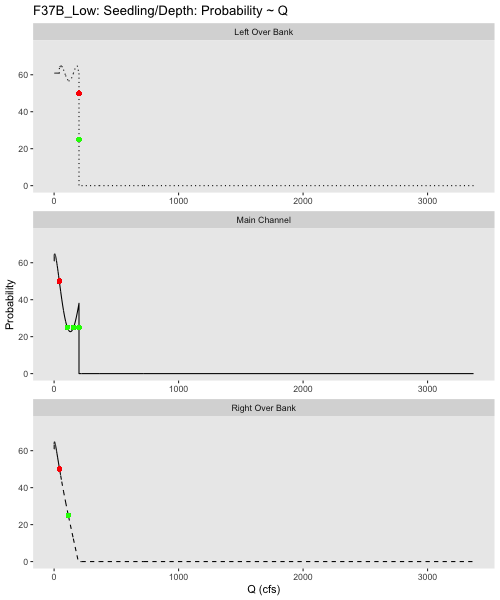 F37B_Low: Seedling/Depth: Probability ~ Q
Left Over Bank
60
40
20
0
0 1000 2000 3000
Main Channel
60
40
20
0
0 1000 2000 3000
Probability
Right Over Bank
60
40
20
0
0 1000 2000 3000
Q (cfs)